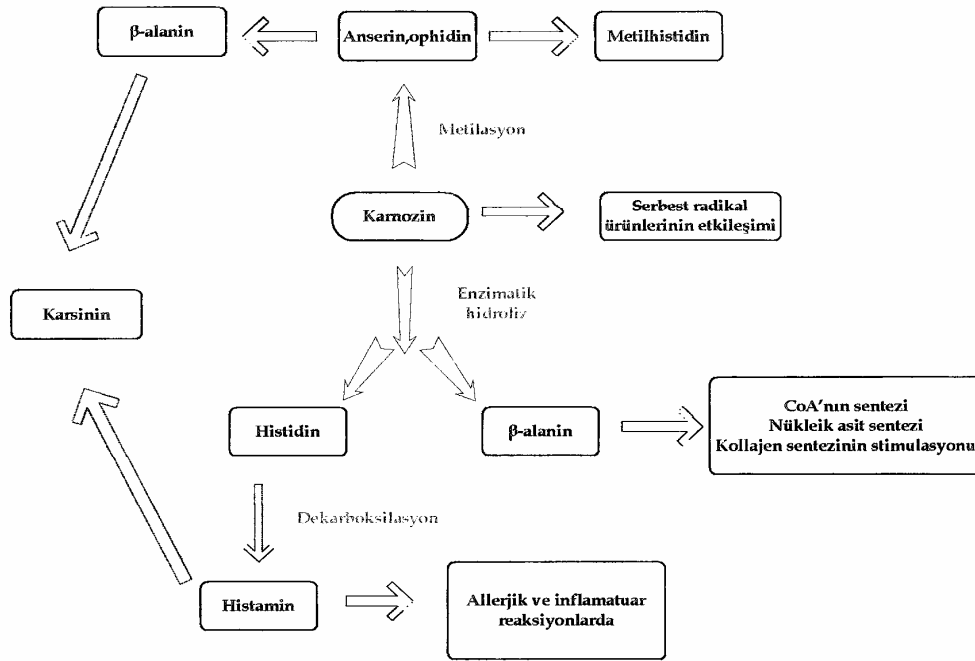 β-alanin
Anserin,ophidin
Metilhistidin
Metilasyon
Karnozin
Serbest radikal
ürünlerinin etkileşimi
Enzimatik
hidroliz
Karsinin
Histidin
β-alanin
CoA'nın sentezi
Nükleik asit sentezi
Kollajen sentezinin stimulasyonu
Dekarboksilasyon
Histamin
Allerjik ve inflamatuar
reaksiyonlarda